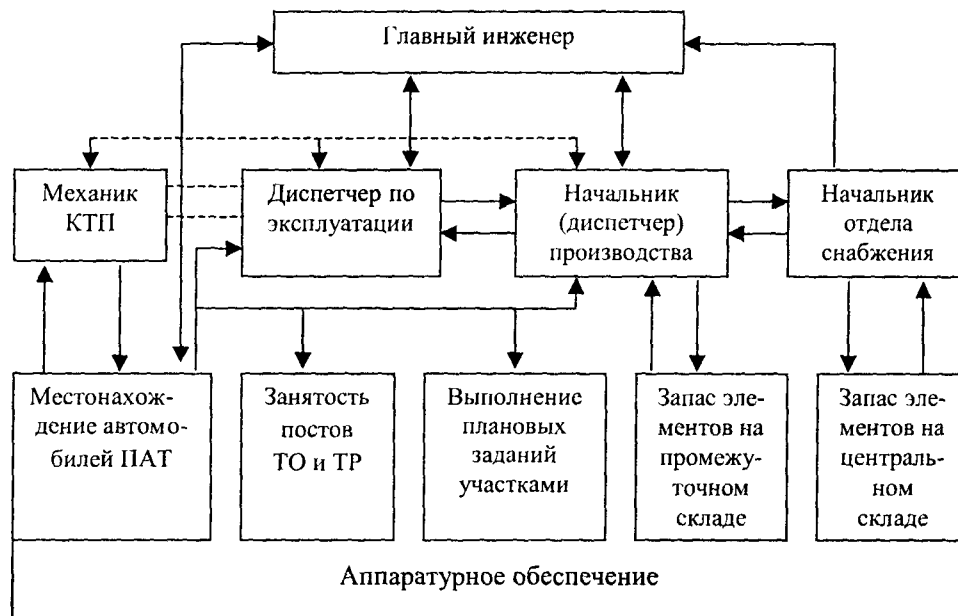 Главный инженер
Механик
КТП
Диспетчер по
эксплуатации
Начальник
(диспетчер)
производства
Начальник
отдела
снабжения
Местонахож-
дение автомо-
билей ПАТ
Занятость
постов
ТО и ТР
Выполнение
плановых
заданий
участками
Запас эле-
ментов на
промежу-
точном
складе
Запас эле-
ментов на
централь-
ном
складе
Аппаратурное обеспечение